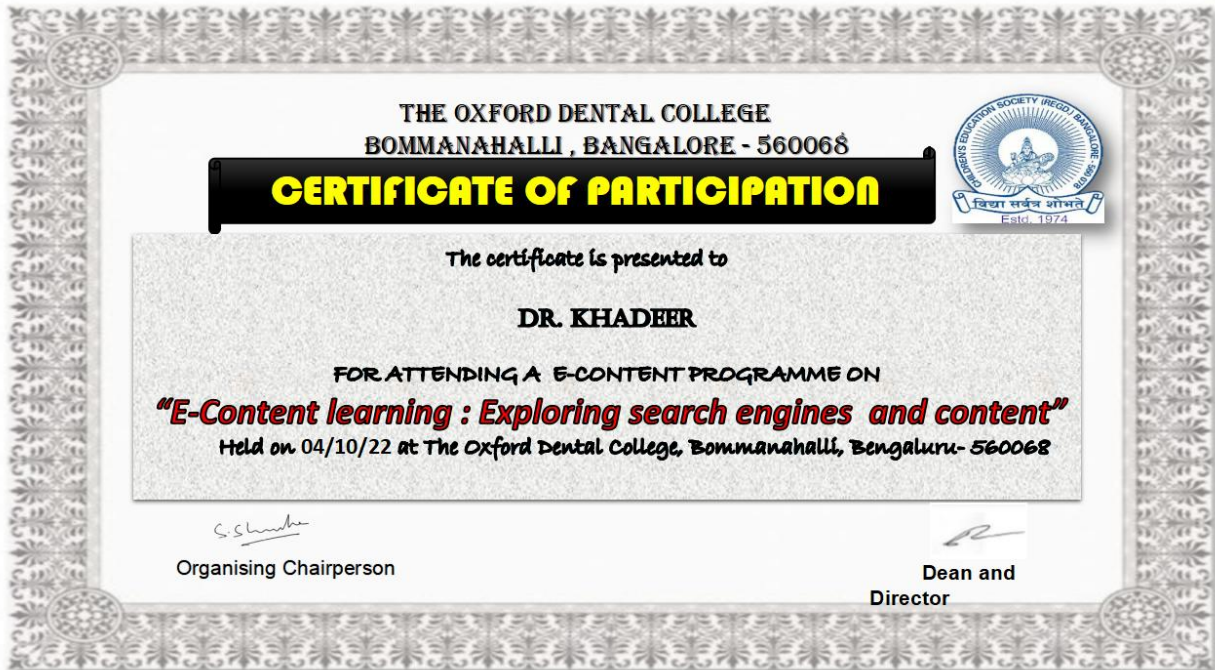 THE OXFORD DENTAL COLLEGE
BOMMANAHALLI , BANGALORE - 560068
CERTIFICATE OF PARTICIPATION
CHILDREN'S EDUCATION SOCIETY (REGD.) BANGALORE - 560 078
विद्या सर्वत्र शोभते
Estd. 1974
The certificate is presented to
DR. KHADEER
FOR ATTENDING A E-CONTENT PROGRAMME ON
“E-Content learning : Exploring search engines and content”
Held on 04/10/22 at The Oxford Dental College, Bommanahalli, Bengaluru- 560068
Organising Chairperson
Dean and
Director